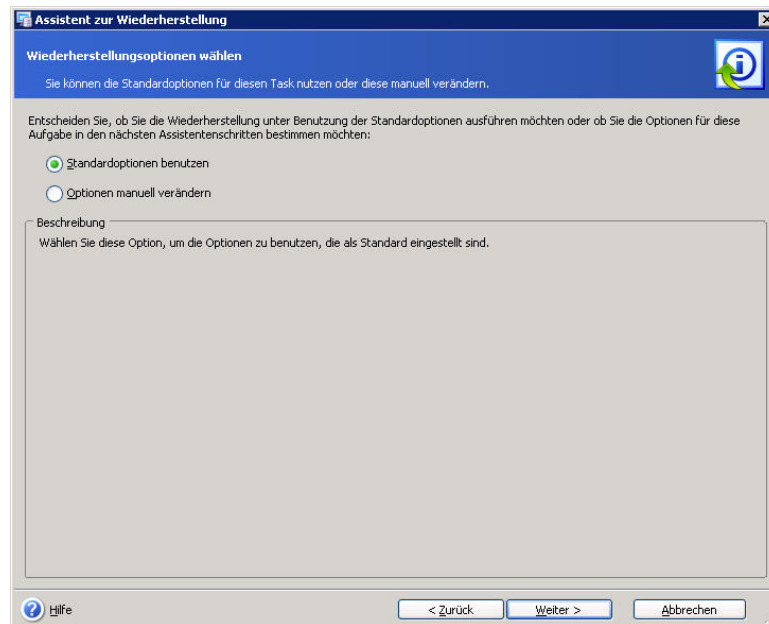 Assistent zur Wiederherstellung
Wiederherstellungsoptionen wählen
Sie können die Standardoptionen für diesen Task nutzen oder diese manuell verändern.
Entscheiden Sie, ob Sie die Wiederherstellung unter Benutzung der Standardoptionen ausführen möchten oder ob Sie die Optionen für diese
Aufgabe in den nächsten Assistentenschritten bestimmen möchten:
Standardoptionen benutzen
Optionen manuell verändern
Beschreibung
Wählen Sie diese Option, um die Optionen zu benutzen, die als Standard eingestellt sind.
Hilfe
< Zurück
Weiter >
Abbrechen